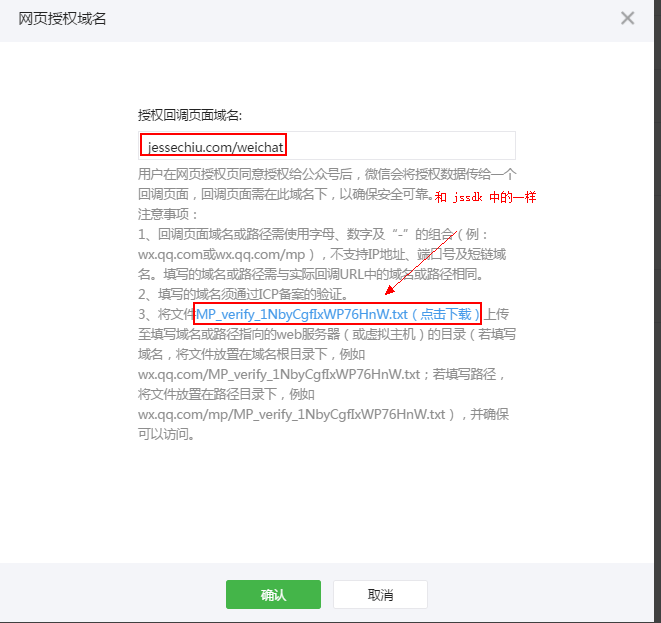 网页授权域名
授权回调页面域名:
jessechiu.com/weichat
用户在网页授权页同意授权给公众号后，微信会将授权数据传给一个
回调页面，回调页面需在此域名下，以确保安全可靠。
和 jssdk 中的一样
注意事项：
1、回调页面域名或路径需使用字母、数字及“-”的组合（例：
wx.qq.com或wx.qq.com/mp），不支持IP地址、端口号及短链域
名。填写的域名或路径需与实际回调URL中的域名或路径相同。
2、填写的域名须通过ICP备案的验证。
3、将文件MP_verify_1NbyCgfIxWP76HnW.txt（点击下载）上传
至填写域名或路径指向的web服务器（或虚拟主机）的目录（若填写
域名，将文件放置在域名根目录下，例如
wx.qq.com/MP_verify_1NbyCgfIxWP76HnW.txt；若填写路径，
将文件放置在路径目录下，例如
wx.qq.com/mp/MP_verify_1NbyCgfIxWP76HnW.txt），并确保
可以访问。
确认
取消